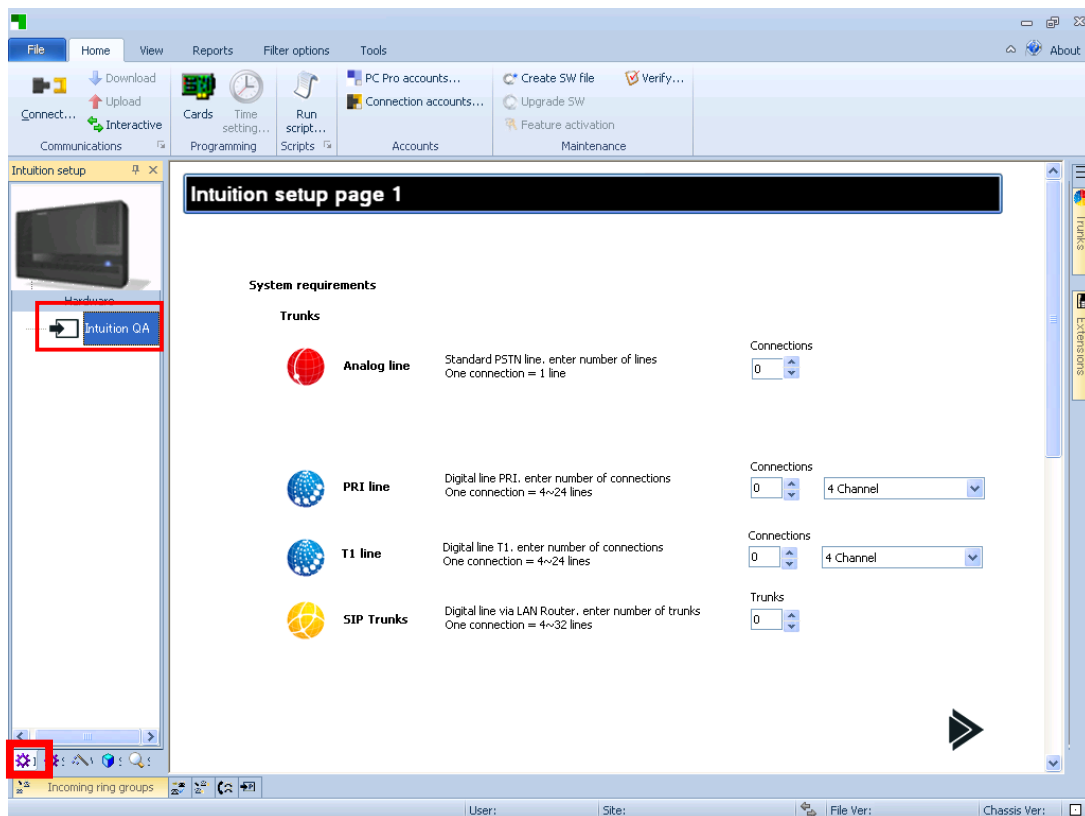 File Home View Reports Filter options Tools About
Connect... Download
Upload
Interactive
Communications
Cards Time setting...
Programming
Run script...
Scripts
PC Pro accounts...
Connection accounts...
Accounts
Create SW file Verify...
Upgrade SW
Feature activation
Maintenance
Intuition setup
Hardware
Intuition QA
Intuition setup page 1
System requirements
Trunks
Analog line
Standard PSTN line. enter number of lines
One connection = 1 line
Connections
0
PRI line
Digital line PRI. enter number of connections
One connection = 4~24 lines
Connections
0 4 Channel
T1 line
Digital line T1. enter number of connections
One connection = 4~24 lines
Connections
0 4 Channel
SIP Trunks
Digital line via LAN Router. enter number of trunks
One connection = 4~32 lines
Trunks
0
Trunks
Extensions
Incoming ring groups
User: Site: File Ver: Chassis Ver: